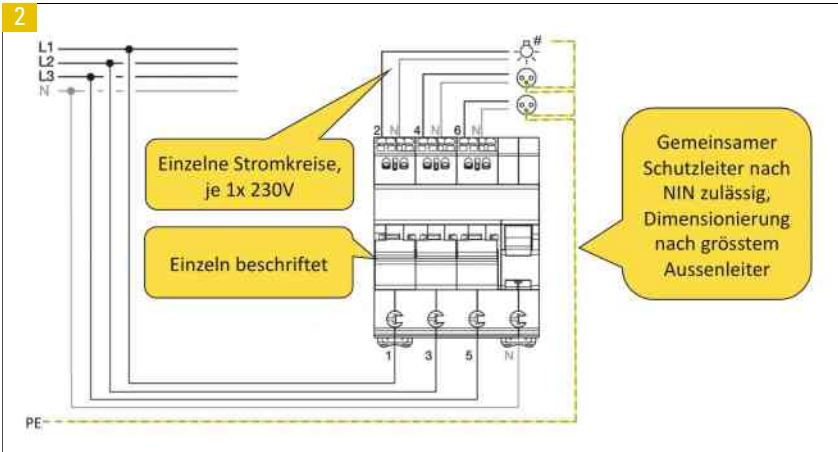 2
L1
L2
L3
N
#
2 N 4 N 6 N
Einzelne Stromkreise,
je 1x 230V
Einzeln beschriftet
Gemeinsamer
Schutzleiter nach
NIN zulässig,
Dimensionierung
nach grösstem
Aussenleiter
1 3 5 N
PE